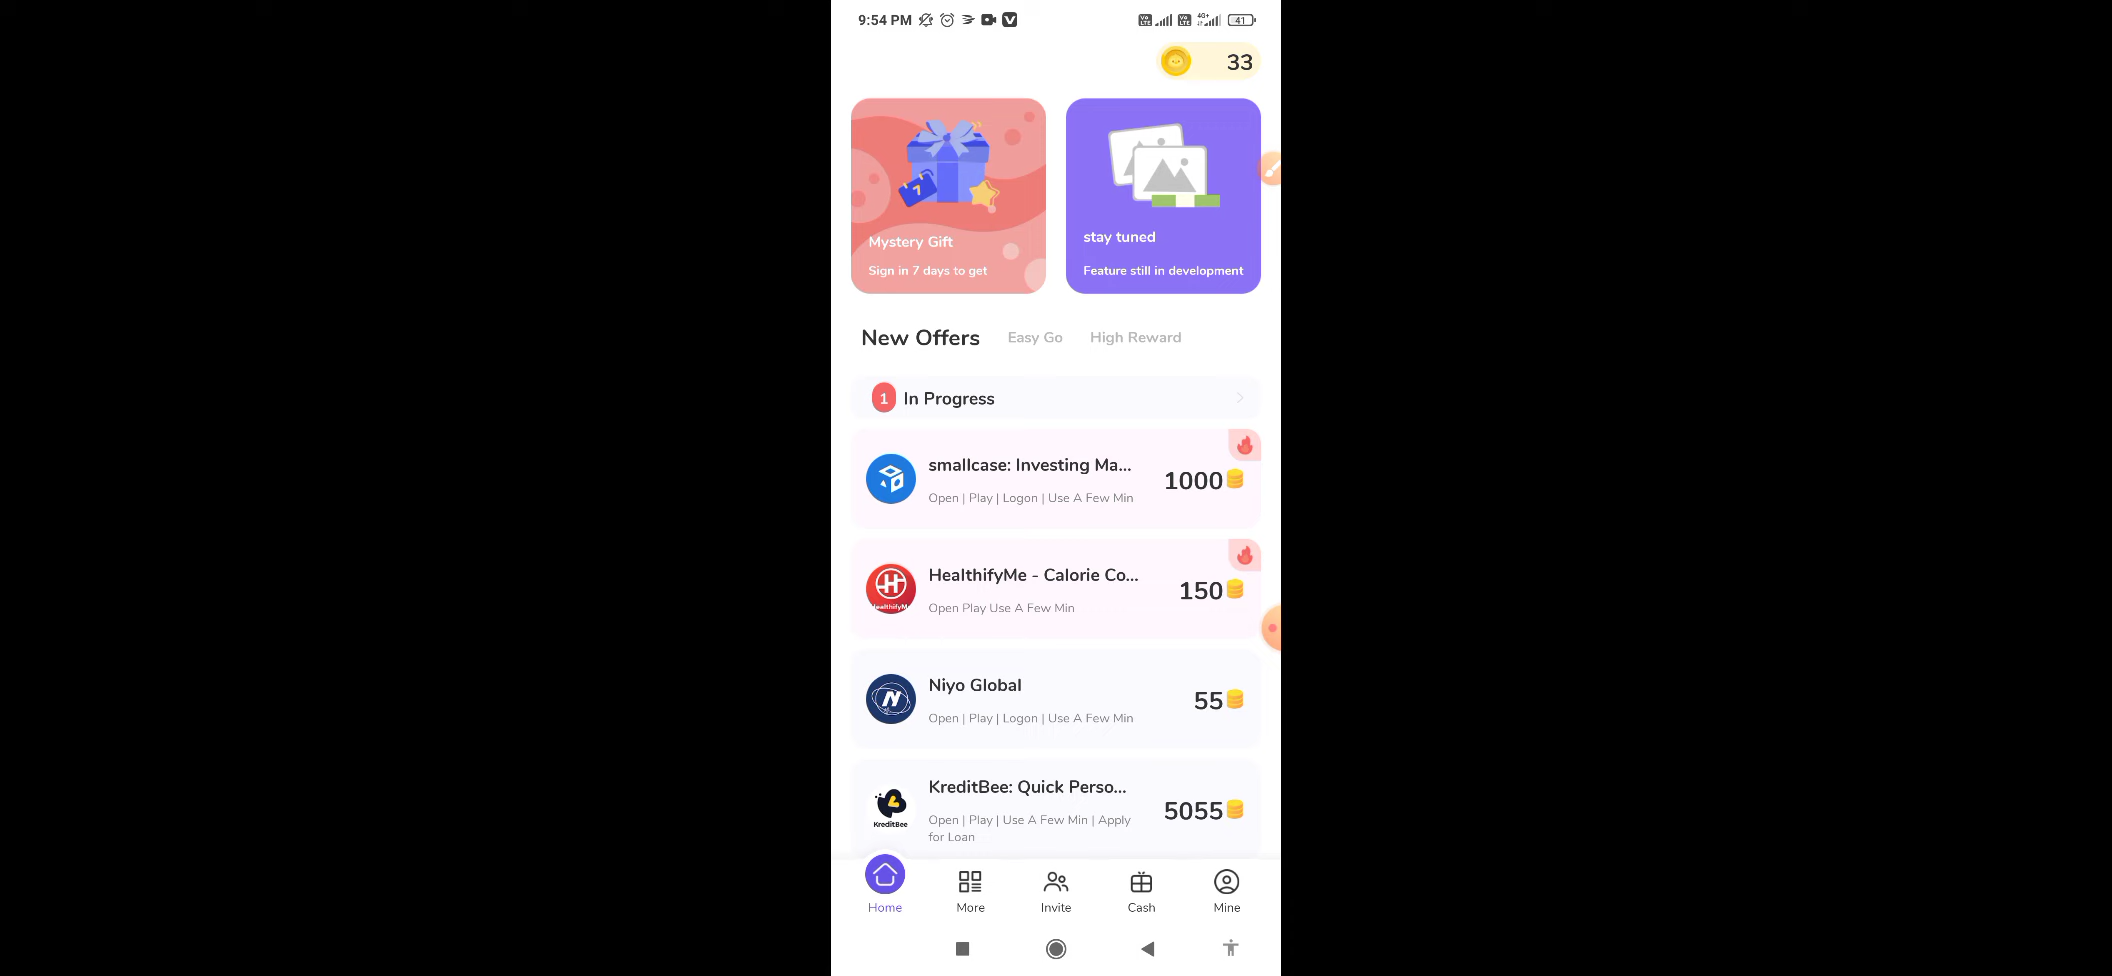 9:54 PM
41
33
Mystery Gift
Sign in 7 days to get
stay tuned
Feature still in development
New Offers Easy Go High Reward
1 In Progress
smallcase: Investing Ma...
Open | Play | Logon | Use A Few Min
1000
HealthifyMe - Calorie Co...
Open Play Use A Few Min
150
HealthifyMe
Niyo Global
Open | Play | Logon | Use A Few Min
55
KreditBee: Quick Perso...
Open | Play | Use A Few Min | Apply
for Loan
5055
KreditBee
Home More Invite Cash Mine